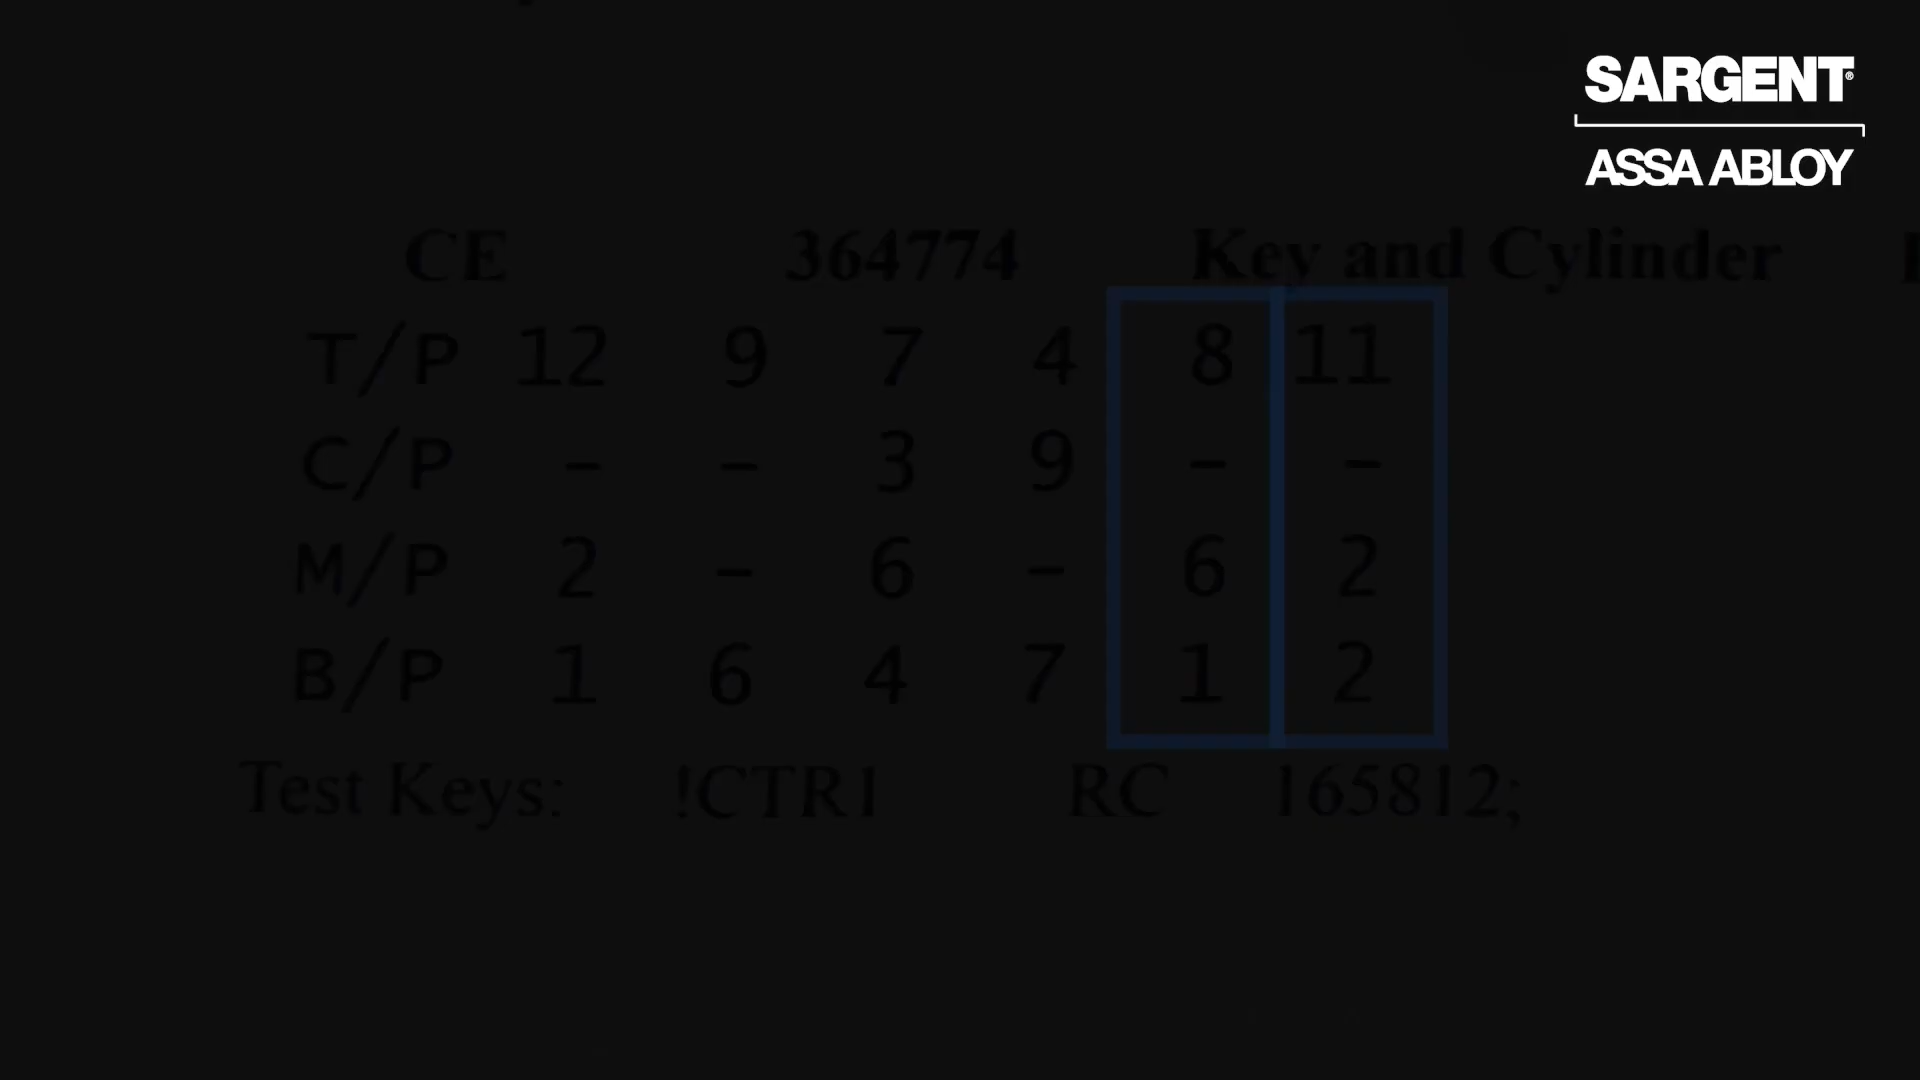 SARGENT®
ASSA ABLOY
CE 364774 Key and Cylinder
T/P 12 9 7 4 8 11
C/P - - 3 9 - -
M/P 2 - 6 - 6 2
B/P 1 6 4 7 1 2
Test Keys: !CTR1 RC 165812;